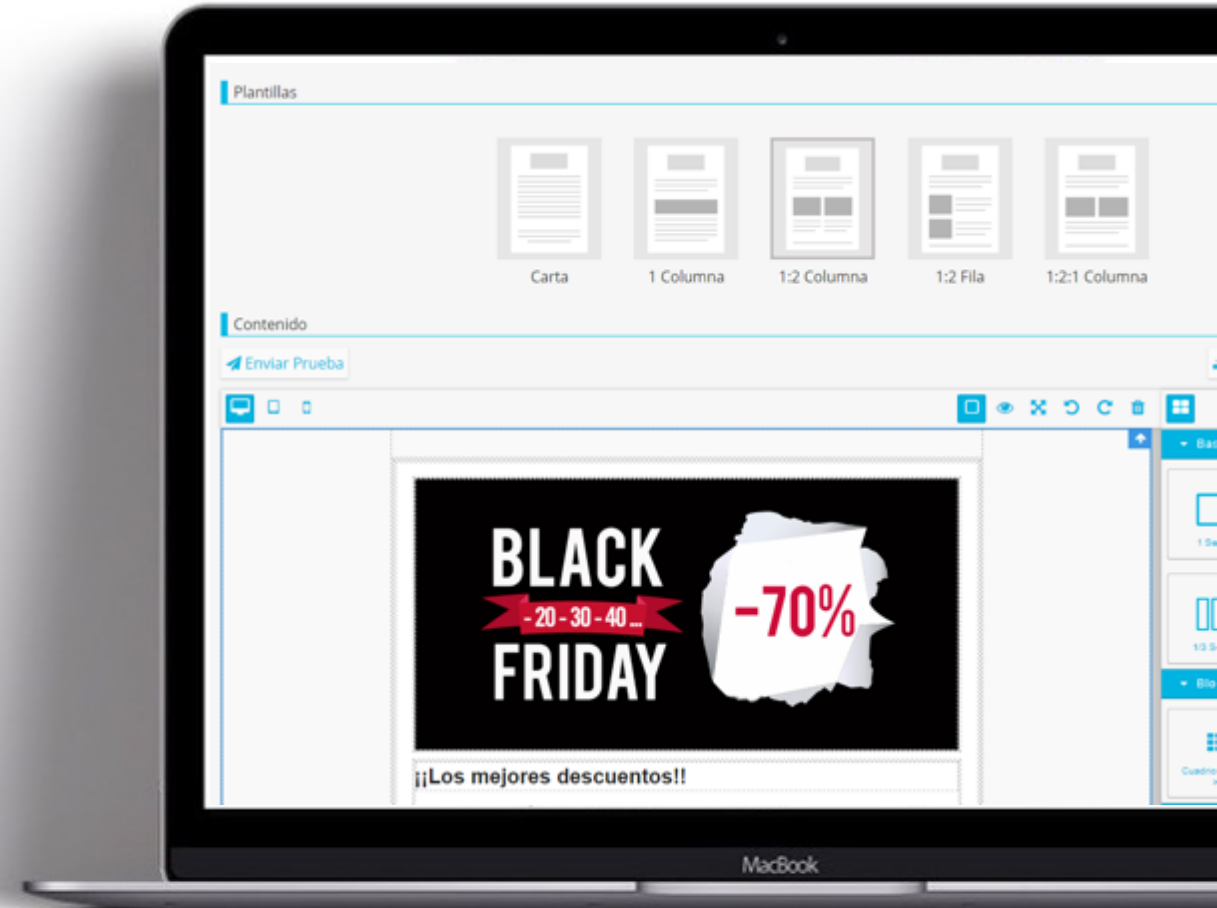 Plantillas
Carta
1 Columna
1:2 Columna
1:2 Fila
1:2:1 Columna
Contenido
Enviar Prueba
BLACK
-20-30-40...
FRIDAY
-70%
¡¡Los mejores descuentos!!
MacBook